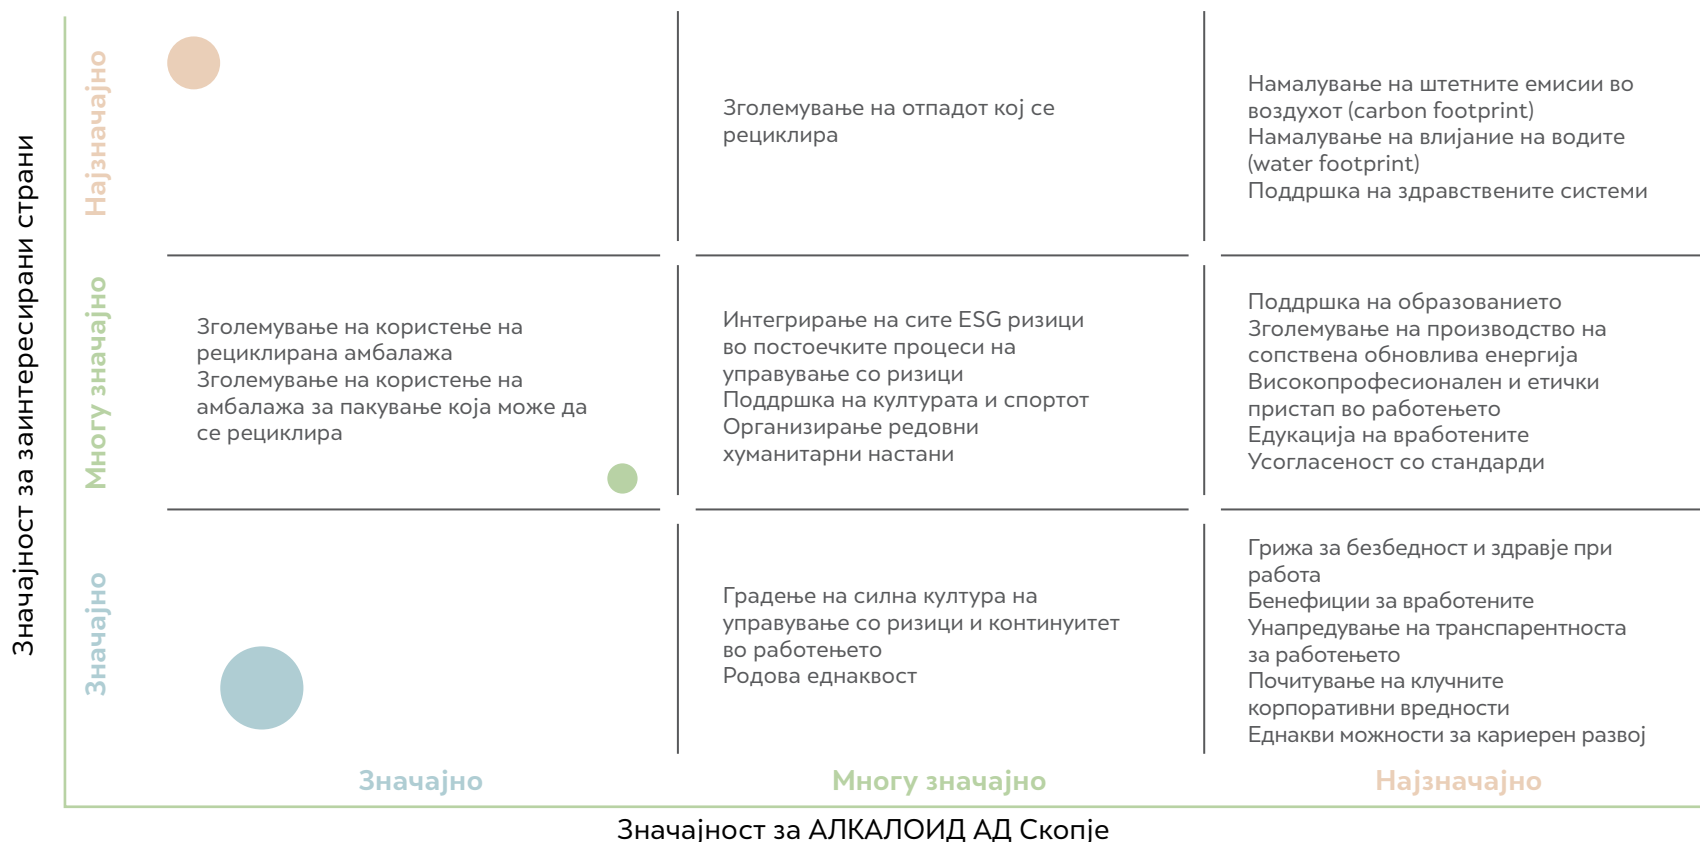 Значајност за заинтересирани страни
Најзначајно
Зголемување на отпадот кој се
рециклира
Намалување на штетните емисии во
воздухот (carbon footprint)
Намалување на влијание на водите
(water footprint)
Поддршка на здравствените системи
Многу значајно
Зголемување на користење на
рециклирана амбалажа
Зголемување на користење на
амбалажа за пакување која може да
се рециклира
Интегрирање на сите ESG ризици
во постоечките процеси на
управување со ризици
Поддршка на културата и спортот
Организирање редовни
хуманитарни настани
Поддршка на образованието
Зголемување на производство на
сопствена обновлива енергија
Високопрофесионален и етички
пристап во работењето
Едукација на вработените
Усогласеност со стандарди
Значајно
Градење на силна култура на
управување со ризици и континуитет
во работењето
Родова еднаквост
Грижа за безбедност и здравје при
работа
Бенефиции за вработените
Унапредување на транспарентноста
за работењето
Почитување на клучните
корпоративни вредности
Еднакви можности за кариерен развој
Значајно
Многу значајно
Најзначајно
Значајност за АЛКАЛОИД АД Скопје